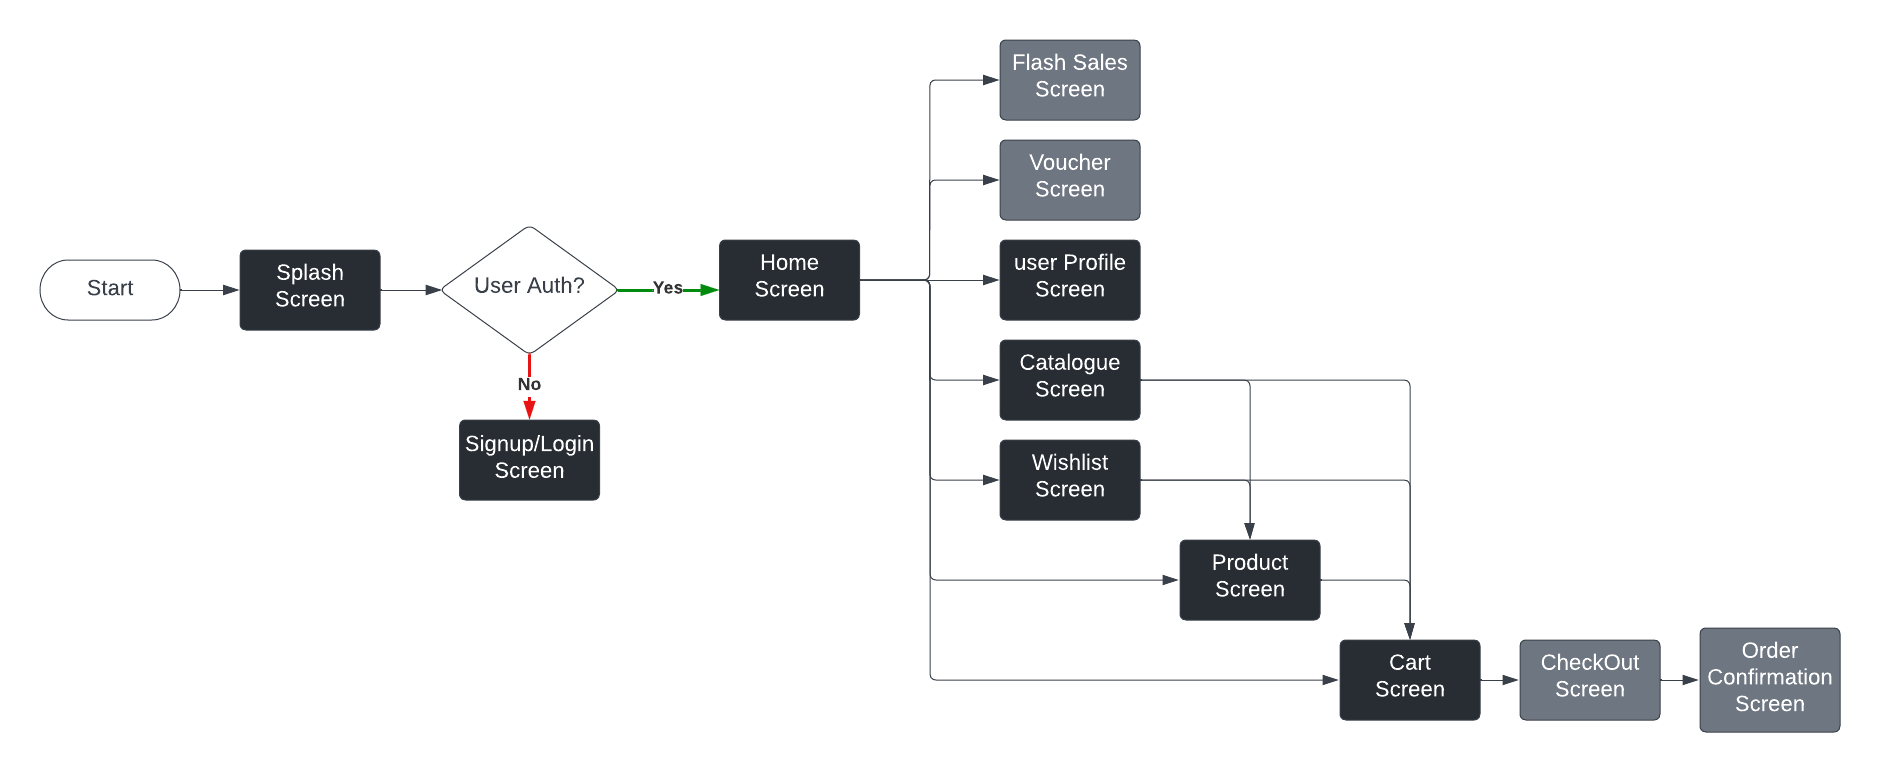 Start
Splash
Screen
User Auth?
Yes
No
Signup/Login
Screen
Home
Screen
Flash Sales
Screen
Voucher
Screen
user Profile
Screen
Catalogue
Screen
Wishlist
Screen
Product
Screen
Cart
Screen
CheckOut
Screen
Order
Confirmation
Screen